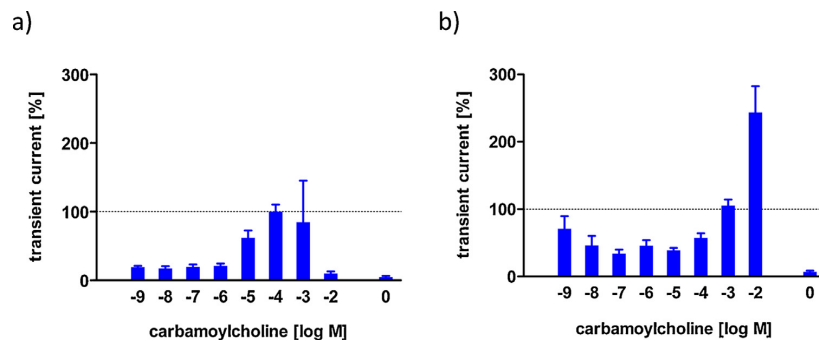 a)
300
200
100
0
transient current [%]
-9 -8 -7 -6 -5 -4 -3 -2 0
carbamoylcholine [log M]
b)
300
200
100
0
transient current [%]
-9 -8 -7 -6 -5 -4 -3 -2 0
carbamoylcholine [log M]